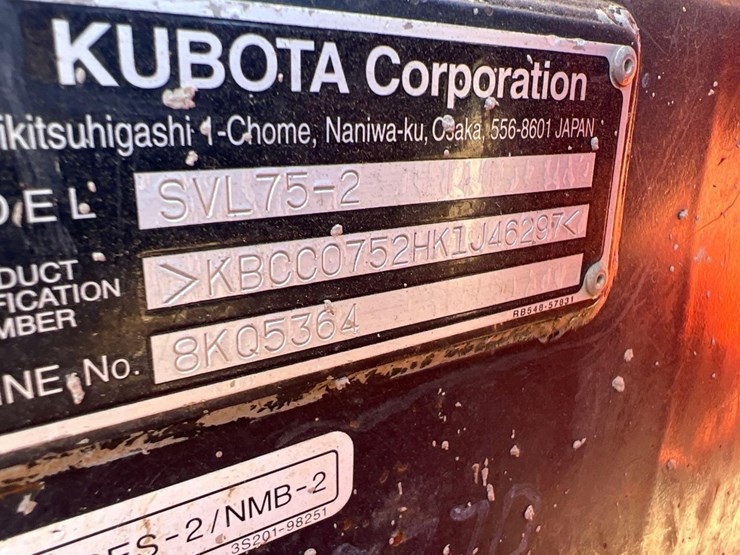 KUBOTA Corporation
ikitsuhigashi 1-Chome, Naniwa-ku, Osaka, 556-8601 JAPAN
DEL SVL75-2
DUCT
FICATION
MBER
>KBCC0752HK1J46297<
INE No. 8KQ5364
RB548-57831
ES-2/NMB-2
3S201-98251